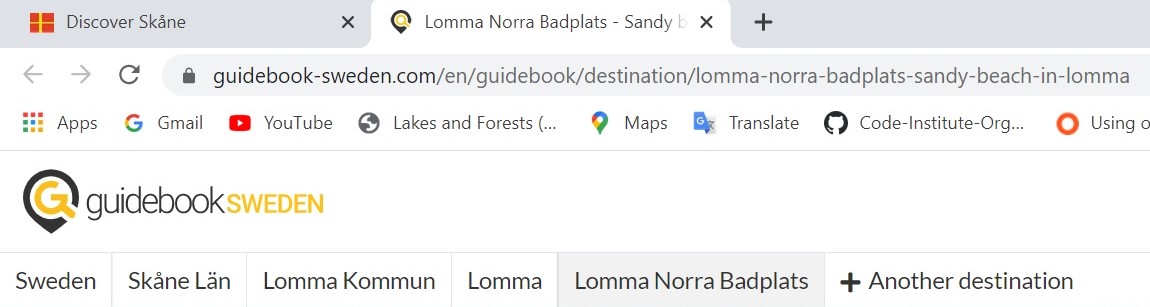 Discover Skåne
Lomma Norra Badplats - Sandy b
guidebook-sweden.com/en/guidebook/destination/lomma-norra-badplats-sandy-beach-in-lomma
Apps Gmail YouTube Lakes and Forests (... Maps Translate Code-Institute-Org... Using o
guidebookSWEDEN
Sweden Skåne Län Lomma Kommun Lomma Lomma Norra Badplats + Another destination